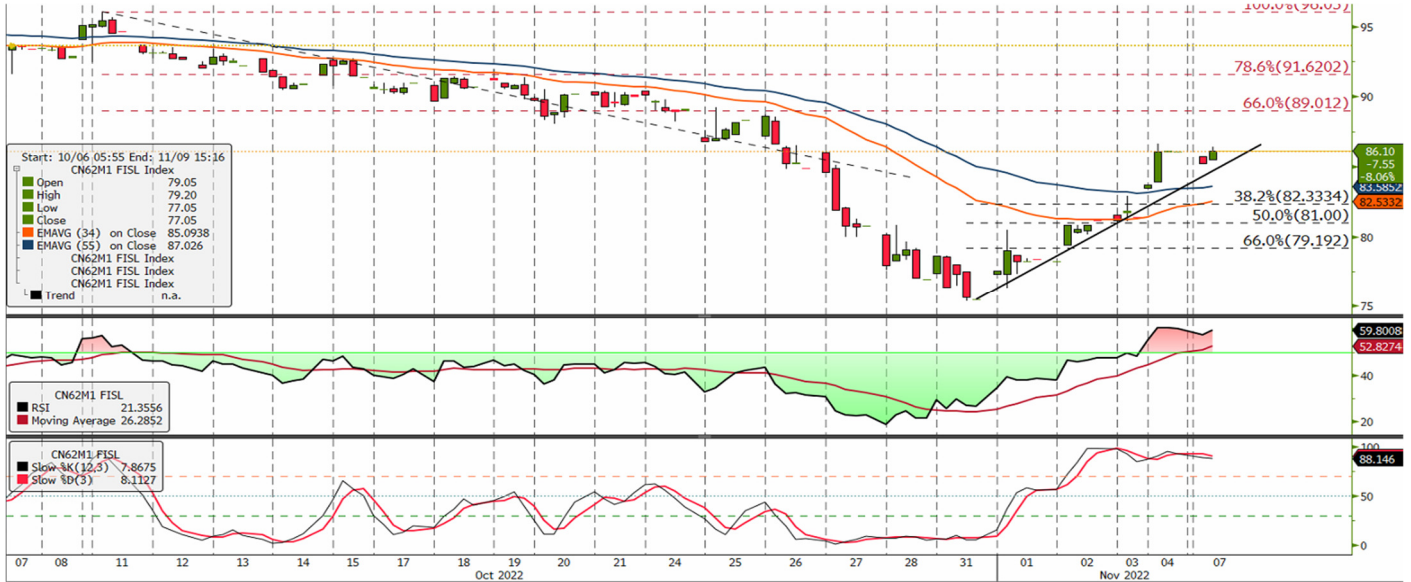 100.0%(96.05)
95
78.6%(91.6202)
90
66.0%(89.012)
Start: 10/06 05:55 End: 11/09 15:16
CN62M1 FISL Index
Open 79.05
High 79.20
Low 77.05
Close 77.05
EMAVG (34) on Close 85.0938
EMAVG (55) on Close 87.026
CN62M1 FISL Index
CN62M1 FISL Index
CN62M1 FISL Index
Trend n.a.
86.10
-7.55
-8.06%
83.5852
38.2%(82.3334)
82.5332
50.0%(81.00)
80
66.0%(79.192)
75
59.8008
52.8274
40
20
CN62M1 FISL
RSI 21.3556
Moving Average 26.2852
CN62M1 FISL
Slow %K(12,3) 7.8675
Slow %D(3) 8.1127
100
88.146
50
0
07 08 11 12 13 14 15 17 18 19 20 21 24 25 26 27 28 31 01 02 03 04 07
Oct 2022 Nov 2022